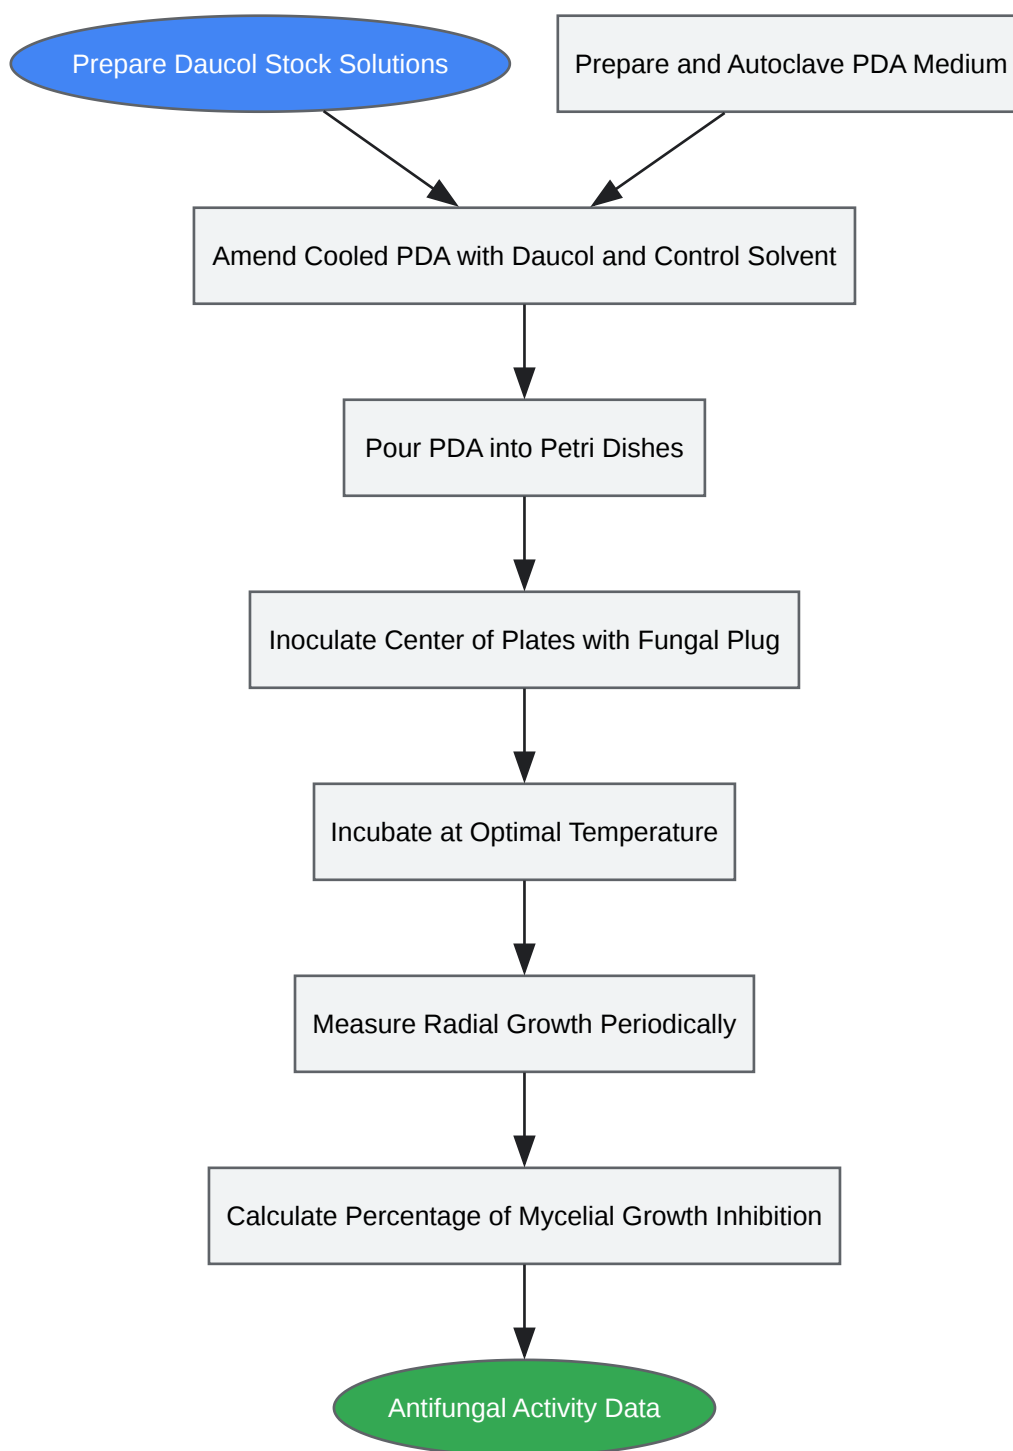 Prepare Daucol Stock Solutions
Prepare and Autoclave PDA Medium
Amend Cooled PDA with Daucol and Control Solvent
Pour PDA into Petri Dishes
Inoculate Center of Plates with Fungal Plug
Incubate at Optimal Temperature
Measure Radial Growth Periodically
Calculate Percentage of Mycelial Growth Inhibition
Antifungal Activity Data